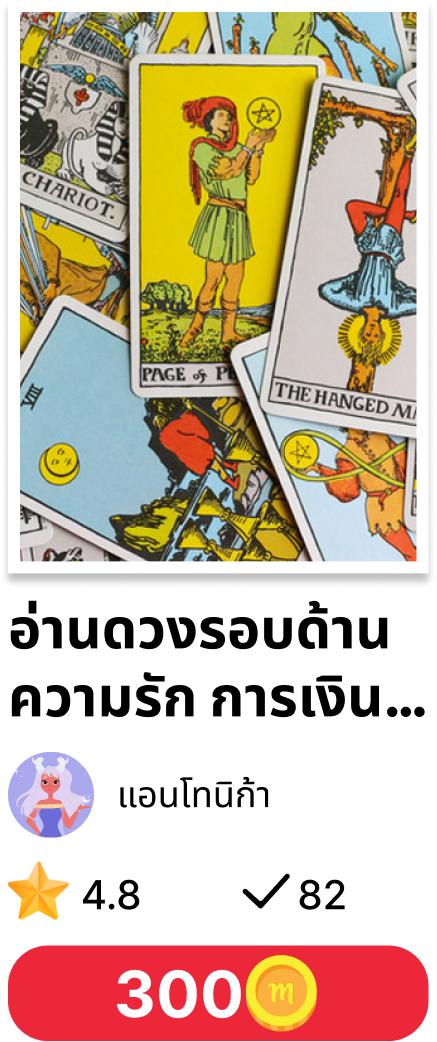 CHARIOT.
PAGE of PE
THE HANGED MA
VIII
อ่านดวงรอบด้าน
ความรัก การเงิน...
แอนโทนิก้า
4.8
82
300